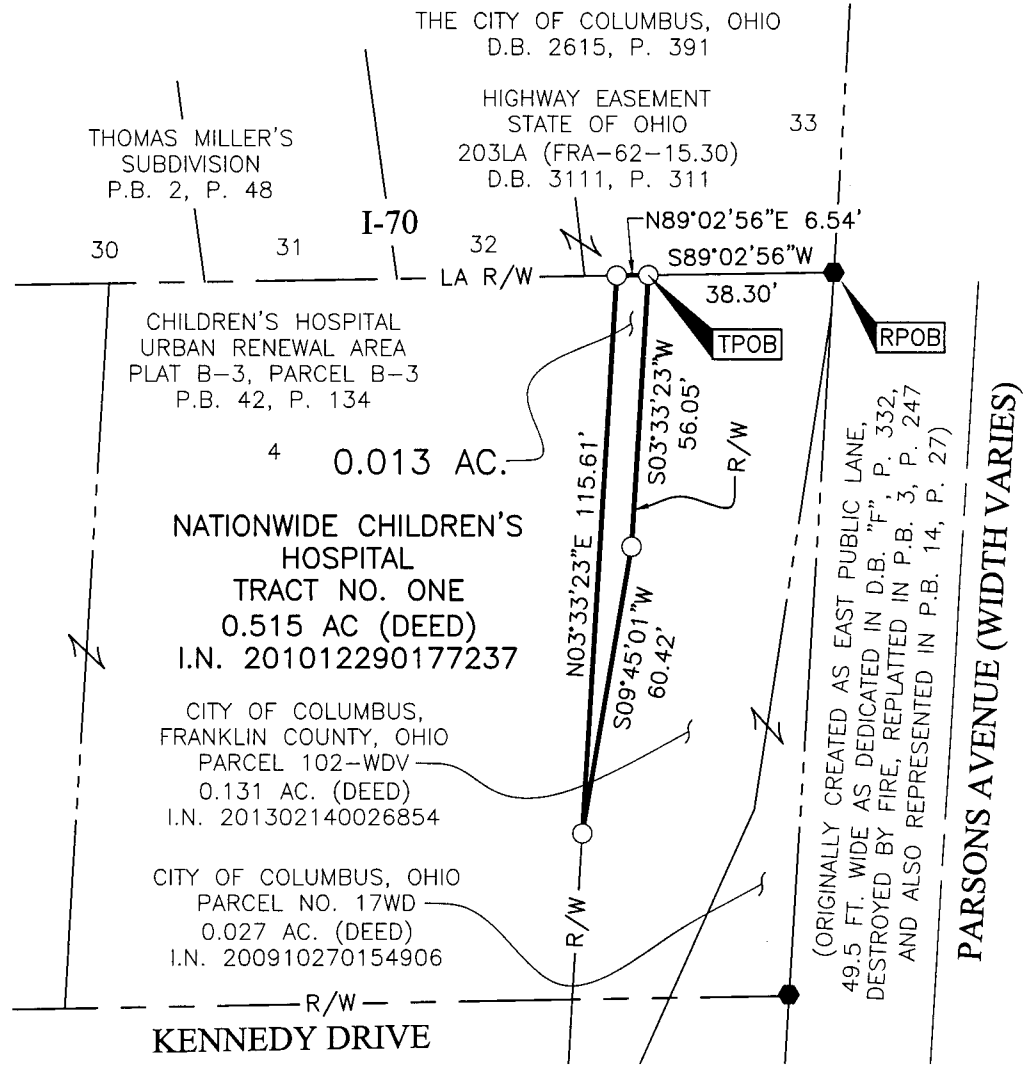 THE CITY OF COLUMBUS, OHIO
D.B. 2615, P. 391
HIGHWAY EASEMENT
STATE OF OHIO
203LA (FRA-62-15.30)
D.B. 3111, P. 311
33
THOMAS MILLER'S
SUBDIVISION
P.B. 2, P. 48
I-70
30
31
32
LA R/W
N89°02'56"E 6.54'
S89°02'56"W
38.30'
TPOB
RPOB
CHILDREN'S HOSPITAL
URBAN RENEWAL AREA
PLAT B-3, PARCEL B-3
P.B. 42, P. 134
4
0.013 AC.
S03°33'23"W
56.05'
R/W
N03°33'23"E 115.61'
NATIONWIDE CHILDREN'S
HOSPITAL
TRACT NO. ONE
0.515 AC (DEED)
I.N. 201012290177237
S09°45'01"W
60.42'
CITY OF COLUMBUS,
FRANKLIN COUNTY, OHIO
PARCEL 102-WDV
0.131 AC. (DEED)
I.N. 201302140026854
CITY OF COLUMBUS, OHIO
PARCEL NO. 17WD
0.027 AC. (DEED)
I.N. 200910270154906
R/W
R/W
KENNEDY DRIVE
(ORIGINALLY CREATED AS EAST PUBLIC LANE,
49.5 FT. WIDE AS DEDICATED IN D.B. "F", P. 332,
DESTROYED BY FIRE, REPLATTED IN P.B. 3, P. 247
AND ALSO REPRESENTED IN P.B. 14, P. 27)
PARSONS AVENUE (WIDTH VARIES)